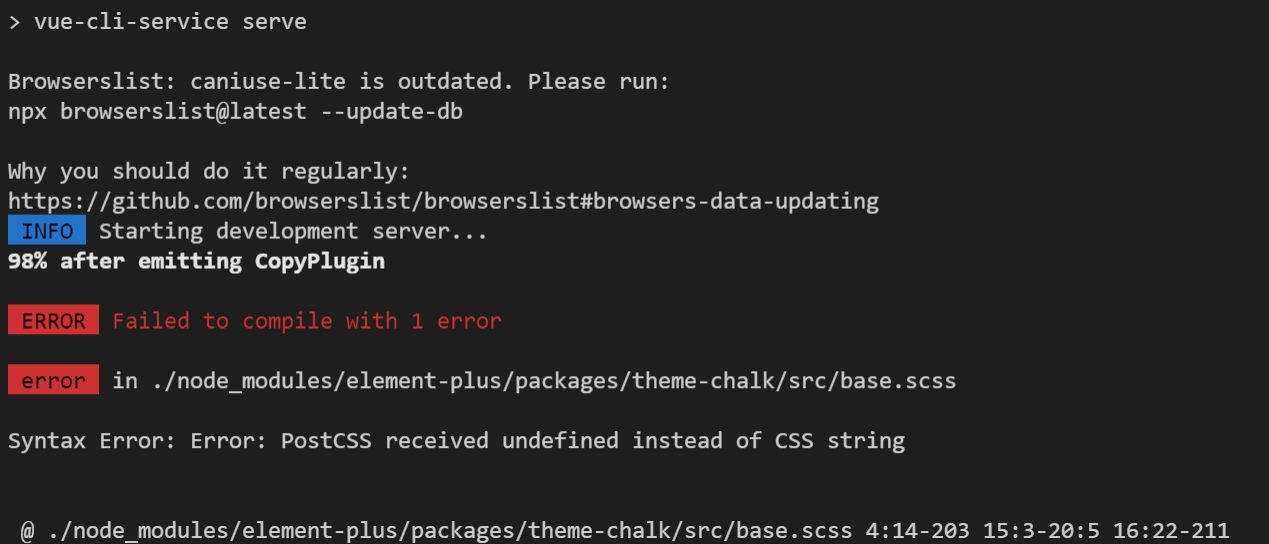 > vue-cli-service serve
Browserslist: caniuse-lite is outdated. Please run:
npx browserslist@latest --update-db
Why you should do it regularly:
https://github.com/browserslist/browserslist#browsers-data-updating
INFO Starting development server...
98% after emitting CopyPlugin
ERROR Failed to compile with 1 error
error in ./node_modules/element-plus/packages/theme-chalk/src/base.scss
Syntax Error: Error: PostCSS received undefined instead of CSS string
@ ./node_modules/element-plus/packages/theme-chalk/src/base.scss 4:14-203 15:3-20:5 16:22-211